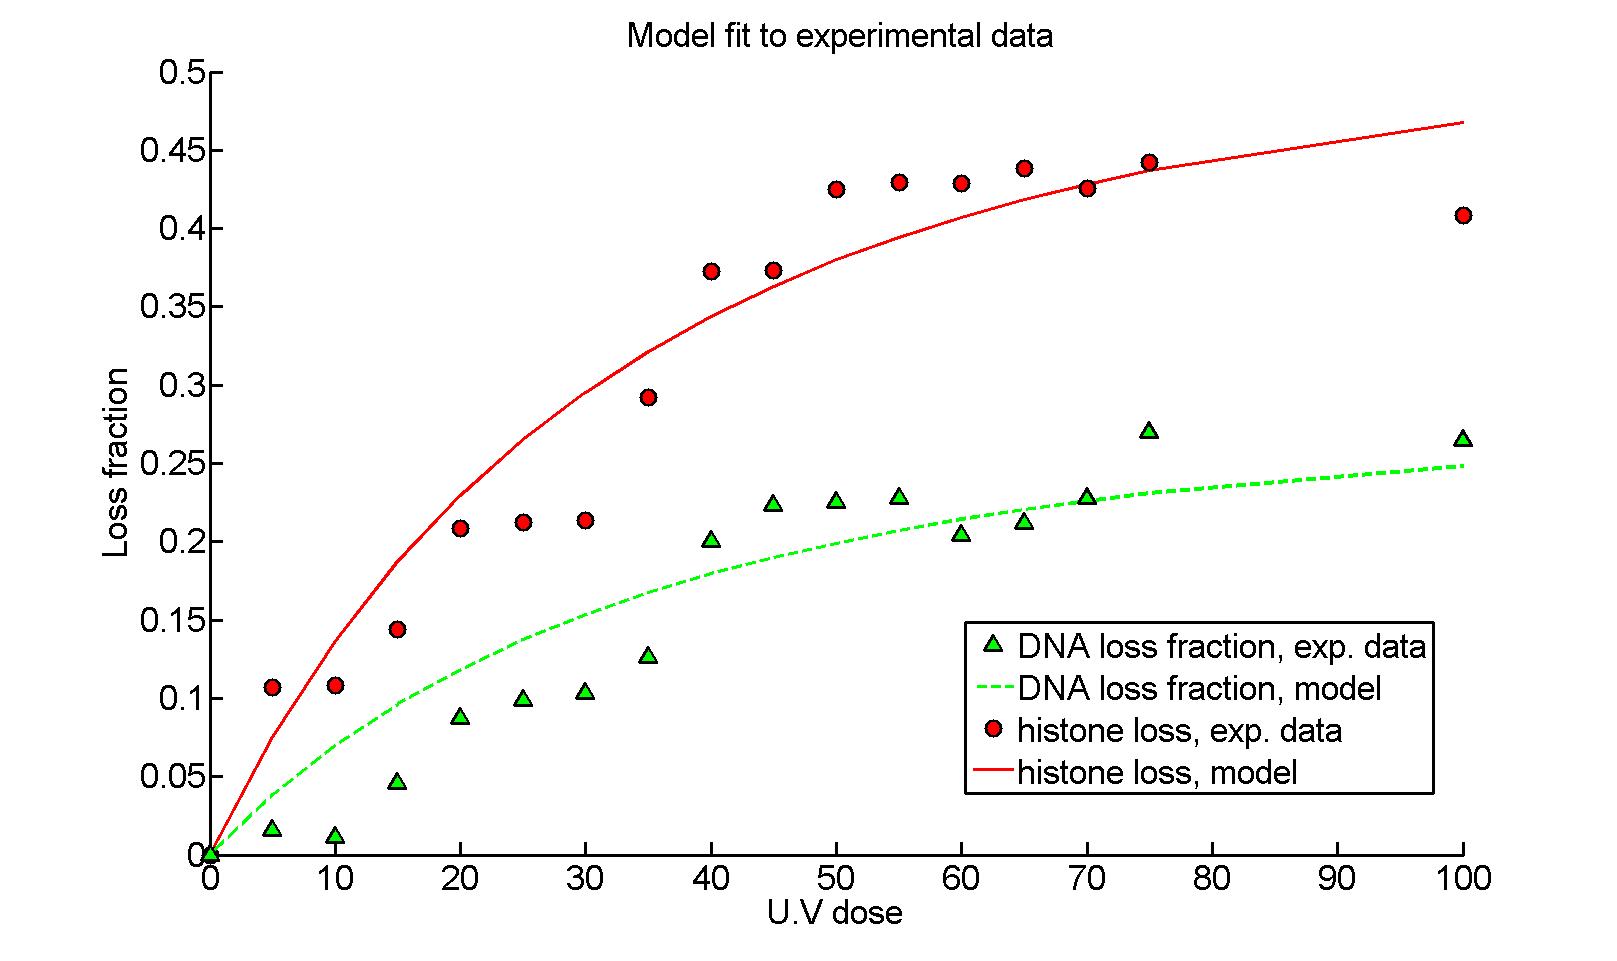 Model fit to experimental data
0.5
0.45
0.4
0.35
0.3
0.25
0.2
0.15
0.1
0.05
0
Loss fraction
0 10 20 30 40 50 60 70 80 90 100
U.V dose
DNA loss fraction, exp. data
DNA loss fraction, model
histone loss, exp. data
histone loss, model